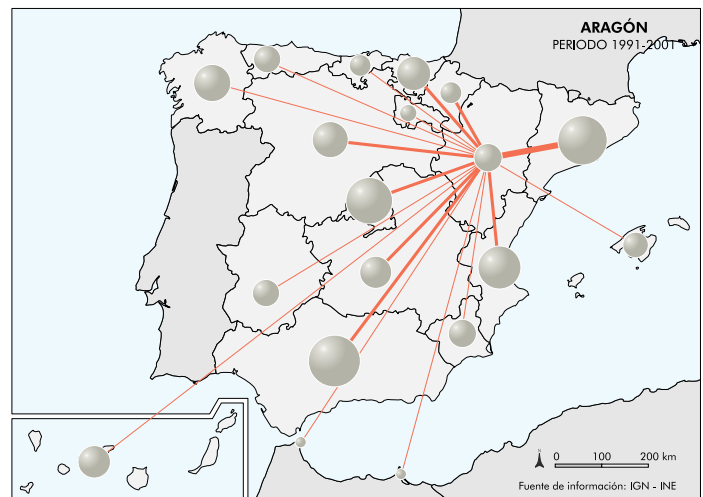 ARAGÓN
PERIODO 1991-2001
N
0 100 200 km
Fuente de información: IGN - INE